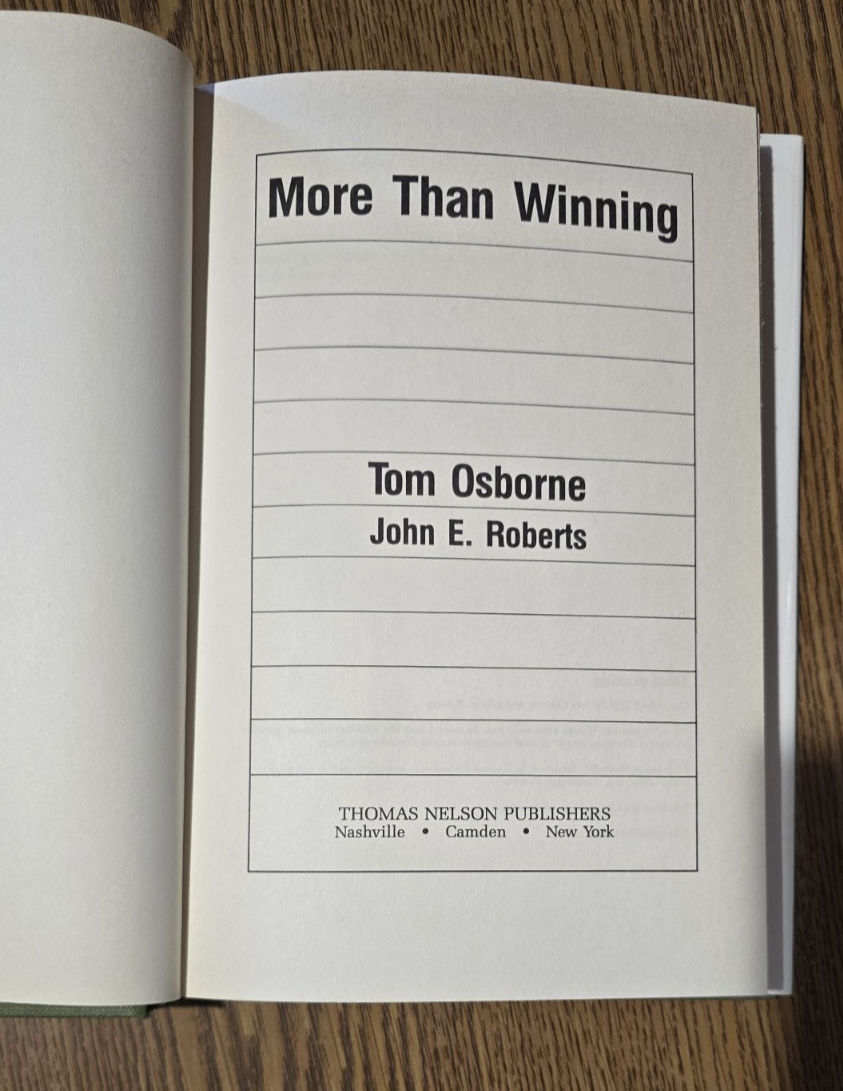 More Than Winning
Tom Osborne
John E. Roberts
THOMAS NELSON PUBLISHERS
Nashville • Camden • New York